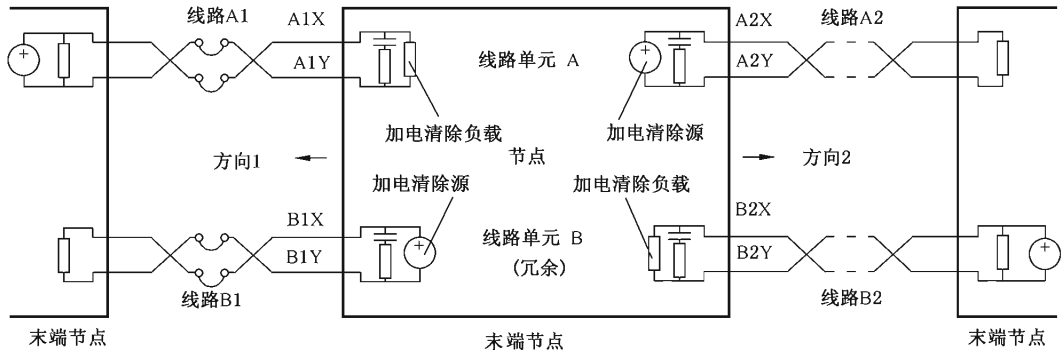 线路A1
A1X
A1Y
线路单元 A
A2X
A2Y
线路A2
加电清除负载
加电清除源
方向1
节点
方向2
加电清除源
加电清除负载
B1X
B1Y
线路B1
线路单元 B
(冗余)
B2X
B2Y
线路B2
末端节点
末端节点
末端节点